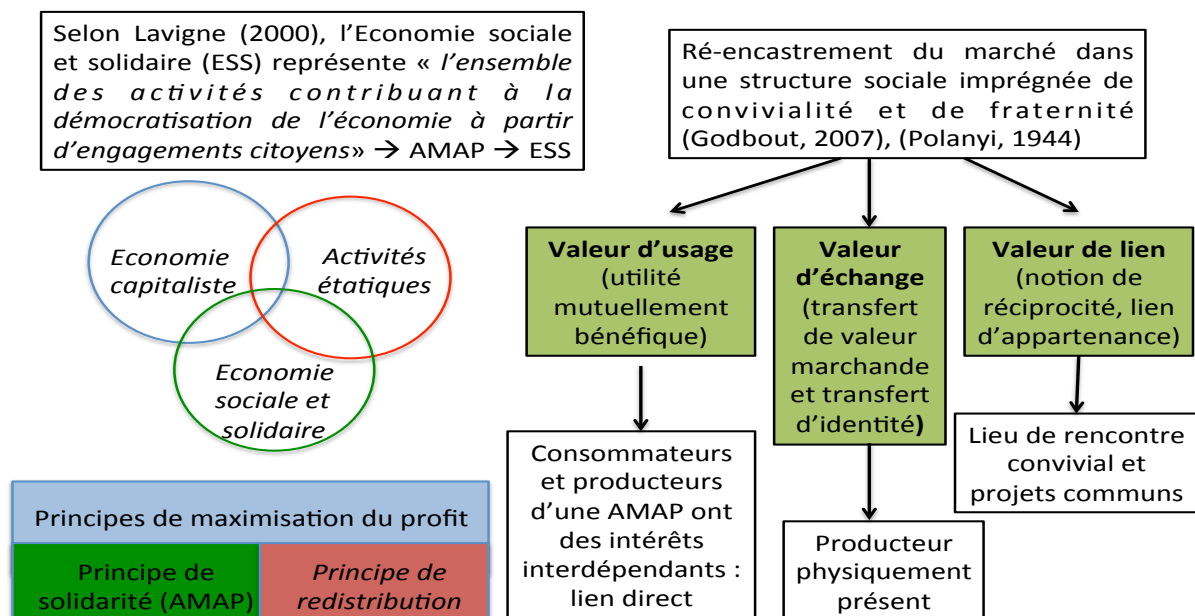 Selon Lavigne (2000), l'Economie sociale
et solidaire (ESS) représente « l'ensemble
des activités contribuant à la
démocratisation de l'économie à partir
d'engagements citoyens» → AMAP → ESS
Economie
capitaliste
Activités
étatiques
Economie
sociale et
solidaire
Principes de maximisation du profit
Principe de
solidarité (AMAP)
Principe de
redistribution
Ré-encastrement du marché dans
une structure sociale imprégnée de
convivialité et de fraternité
(Godbout, 2007), (Polanyi, 1944)
Valeur d'usage
(utilité
mutuellement
bénéfique)
Valeur
d'échange
(transfert
de valeur
marchande
et transfert
d'identité)
Valeur de lien
(notion de
réciprocité, lien
d'appartenance)
Consommateurs
et producteurs
d'une AMAP ont
des intérêts
interdépendants :
lien direct
Producteur
physiquement
présent
Lieu de rencontre
convivial et
projets communs